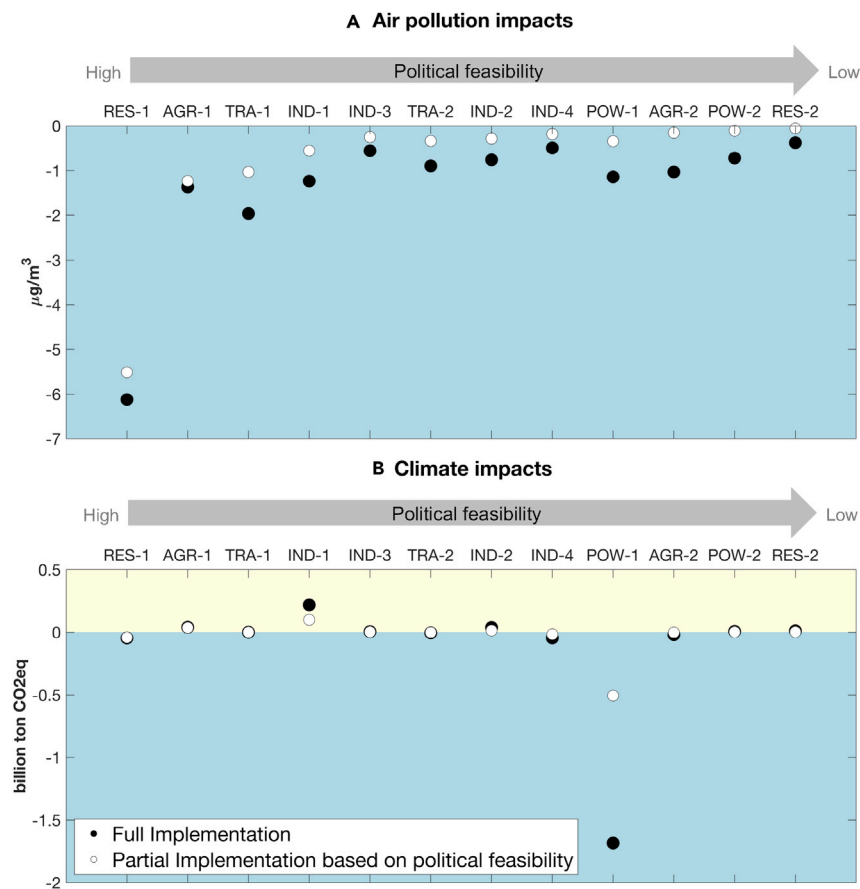 A Air pollution impacts
High Political feasibility Low
RES-1 AGR-1 TRA-1 IND-1 IND-3 TRA-2 IND-2 IND-4 POW-1 AGR-2 POW-2 RES-2
0
-1
-2
-3
-4
-5
-6
-7
μg/m³
B Climate impacts
High Political feasibility Low
RES-1 AGR-1 TRA-1 IND-1 IND-3 TRA-2 IND-2 IND-4 POW-1 AGR-2 POW-2 RES-2
0.5
0
-0.5
-1
-1.5
-2
billion ton CO2eq
Full Implementation
Partial Implementation based on political feasibility